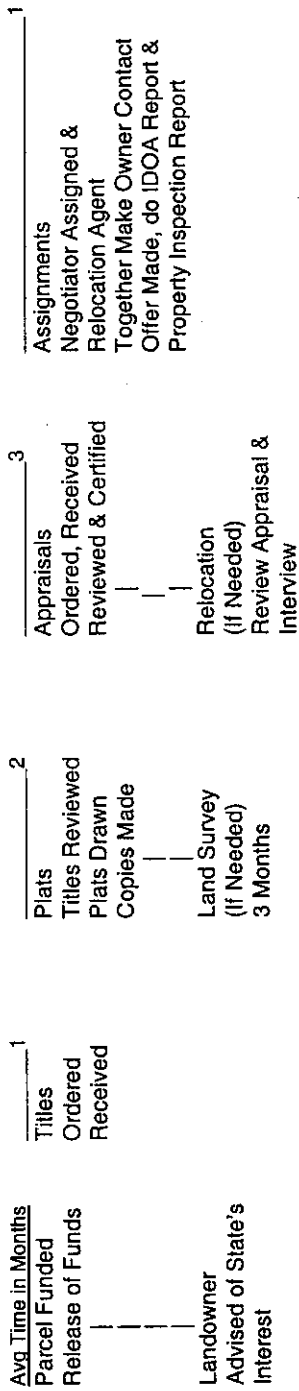 Avg Time in Months
Parcel Funded
Release of Funds
Landowner
Advised of State's
Interest
1
Titles
Ordered
Received
2
Plats
Titles Reviewed
Plats Drawn
Copies Made
Land Survey
(If Needed)
3 Months
3
Appraisals
Ordered, Received
Reviewed & Certified
Relocation
(If Needed)
Review Appraisal &
Interview
1
Assignments
Negotiator Assigned &
Relocation Agent
Together Make Owner Contact
Offer Made, do IDOA Report &
Property Inspection Report